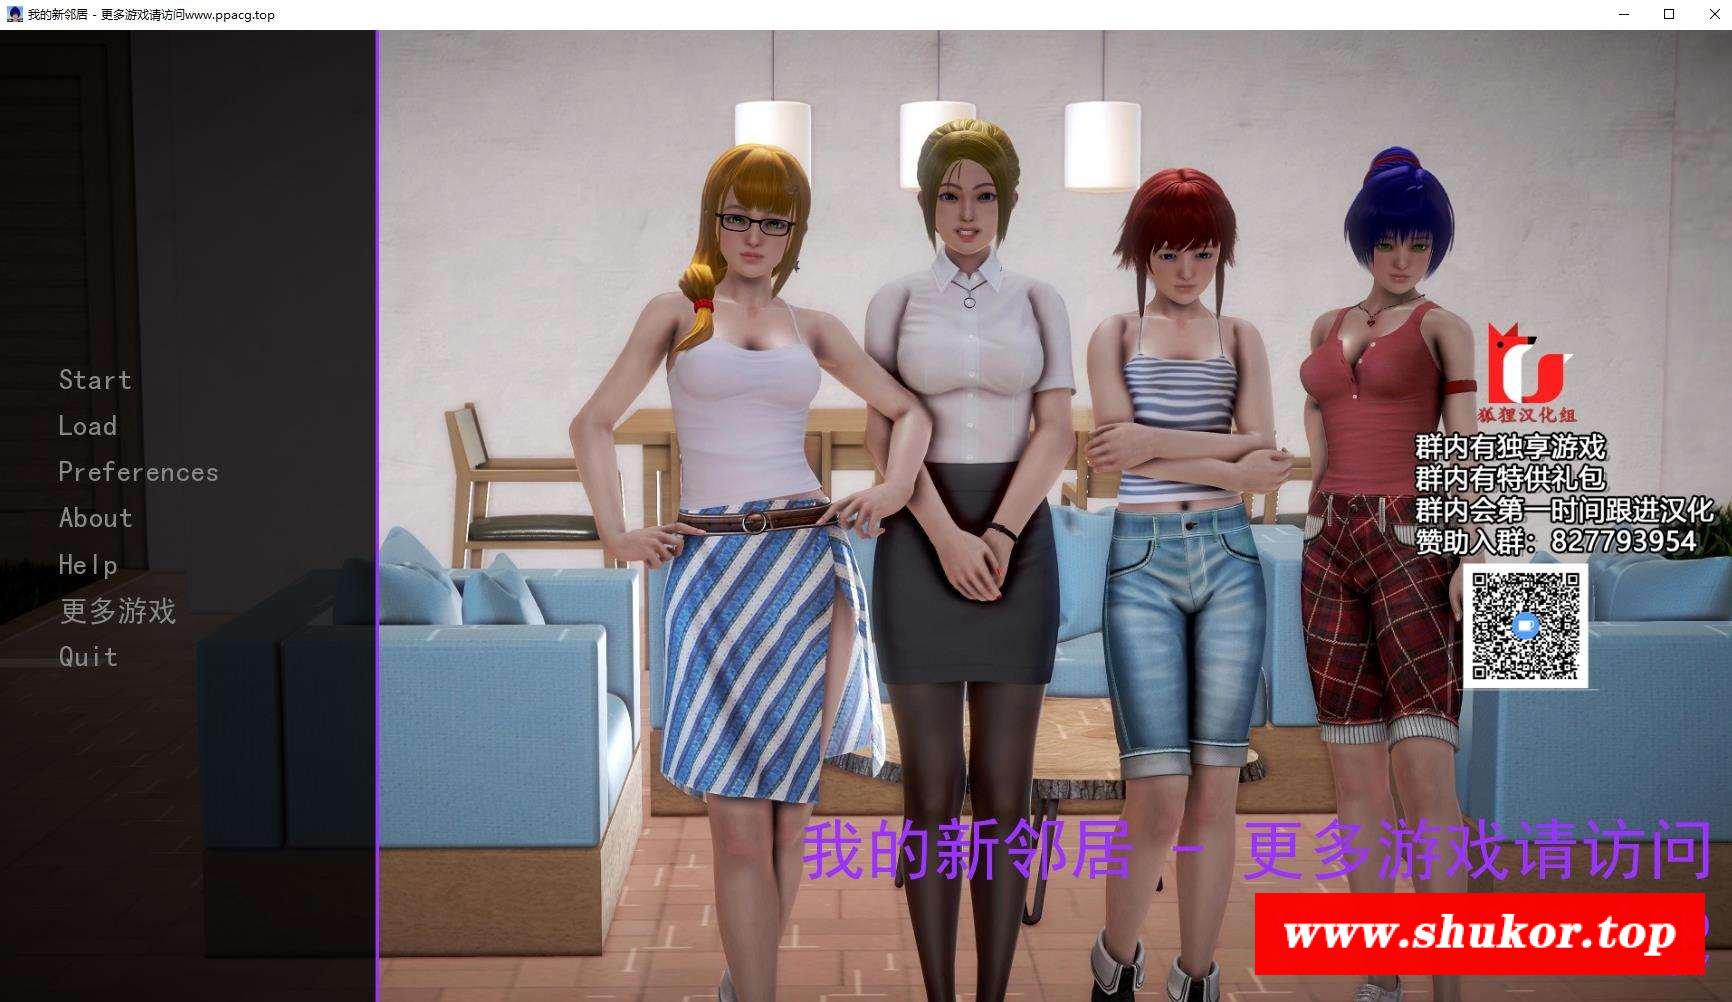 我的新邻居 - 更多游戏请访问www.ppacg.top
Start
Load
Preferences
About
Help
更多游戏
Quit
狐狸汉化组
群内有独享游戏
群内有特供礼包
群内会第一时间跟进汉化
赞助入群：827793954
我的新邻居 - 更多游戏请访问
www.shukor.top